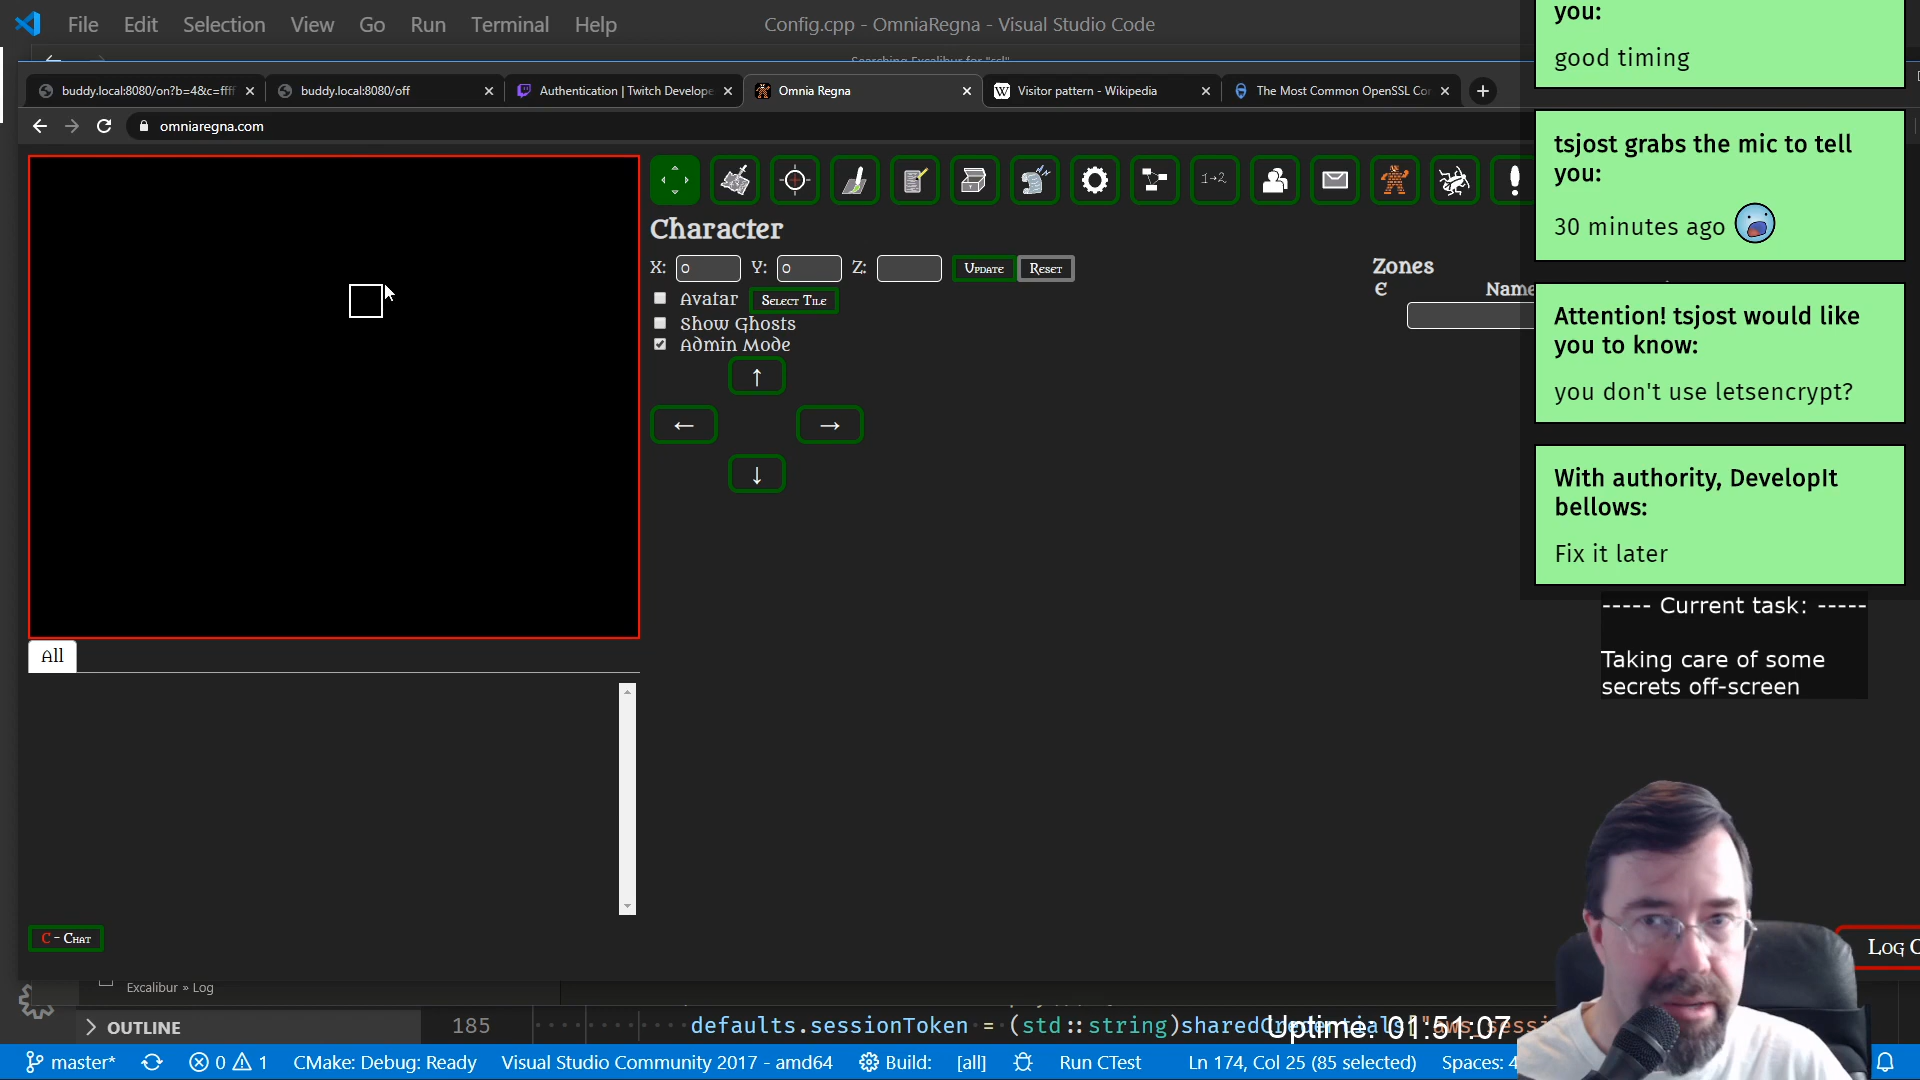 File Edit Selection View Go Run Terminal Help
Config.cpp - OmniaRegna - Visual Studio Code
buddy.local:8080/on?b=4&c=ffff
buddy.local:8080/off
Authentication | Twitch Develope
Omnia Regna
Visitor pattern - Wikipedia
The Most Common OpenSSL Co
omniaregna.com
1→2
Character
X: 0 Y: 0 Z: Update Reset
Avatar Select Tile
Show Ghosts
Admin Mode
↑
← →
↓
Zones
E Name
All
C - Chat
Log
you:
good timing
tsjost grabs the mic to tell
you:
30 minutes ago
Attention! tsjost would like
you to know:
you don't use letsencrypt?
With authority, DevelopIt
bellows:
Fix it later
----- Current task: -----
Taking care of some
secrets off-screen
Excalibur » Log
OUTLINE
185 defaults.sessionToken = (std::string)
Uptime: 01:51:07
master* 0 1 CMake: Debug: Ready Visual Studio Community 2017 - amd64 Build: [all] Run CTest Ln 174, Col 25 (85 selected) Spaces: 4